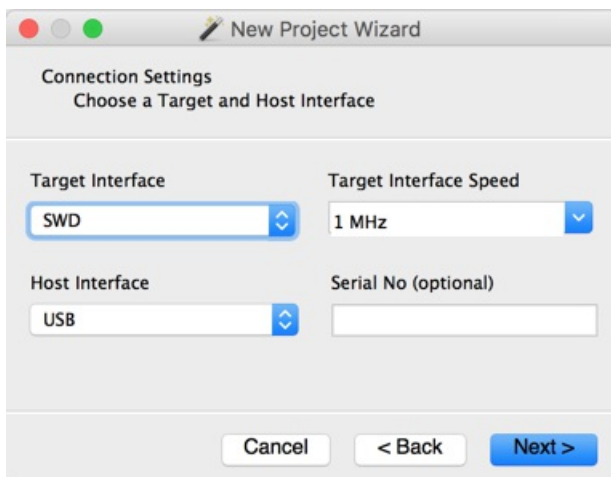 New Project Wizard
Connection Settings
Choose a Target and Host Interface
Target Interface
Target Interface Speed
SWD
1 MHz
Host Interface
Serial No (optional)
USB
Cancel
< Back
Next >